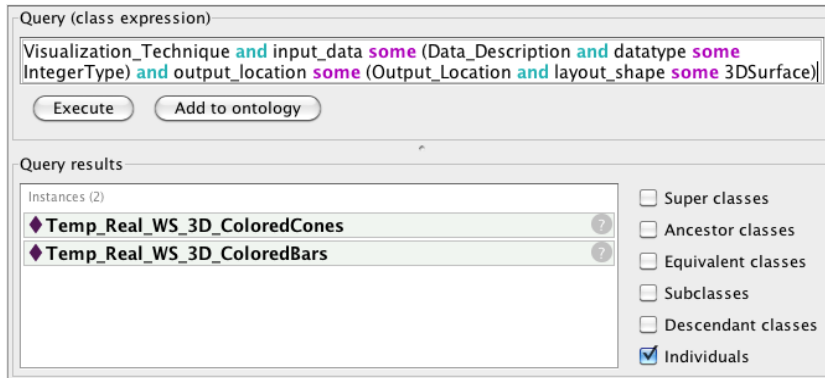 Query (class expression)
Visualization_Technique and input_data some (Data_Description and datatype some
IntegerType) and output_location some (Output_Location and layout_shape some 3DSurface)
Execute
Add to ontology
Query results
Instances (2)
Temp_Real_WS_3D_ColoredCones
?
Temp_Real_WS_3D_ColoredBars
?
Super classes
Ancestor classes
Equivalent classes
Subclasses
Descendant classes
Individuals